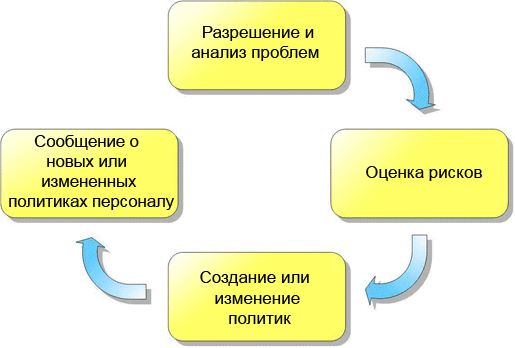 Разрешение и
анализ проблем
Оценка рисков
Создание или
изменение
политик
Сообщение о
новых или
измененных
политиках персоналу